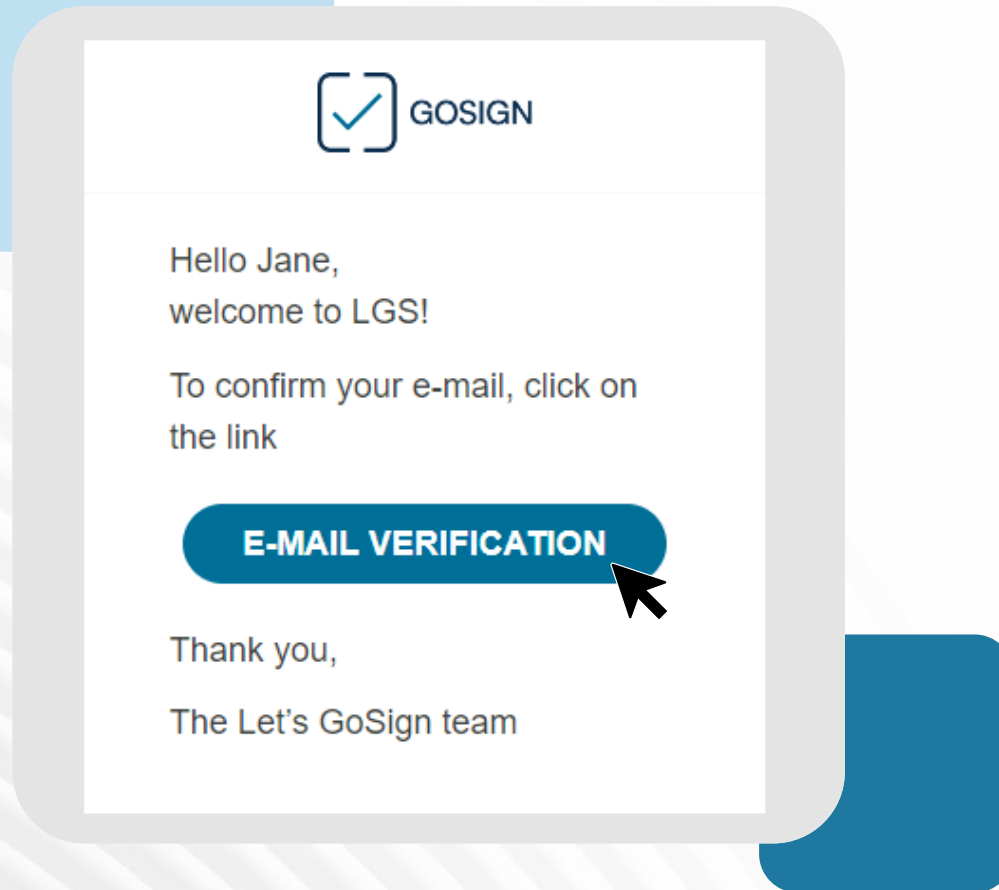 GOSIGN
Hello Jane,
welcome to LGS!
To confirm your e-mail, click on
the link
E-MAIL VERIFICATION
Thank you,
The Let's GoSign team